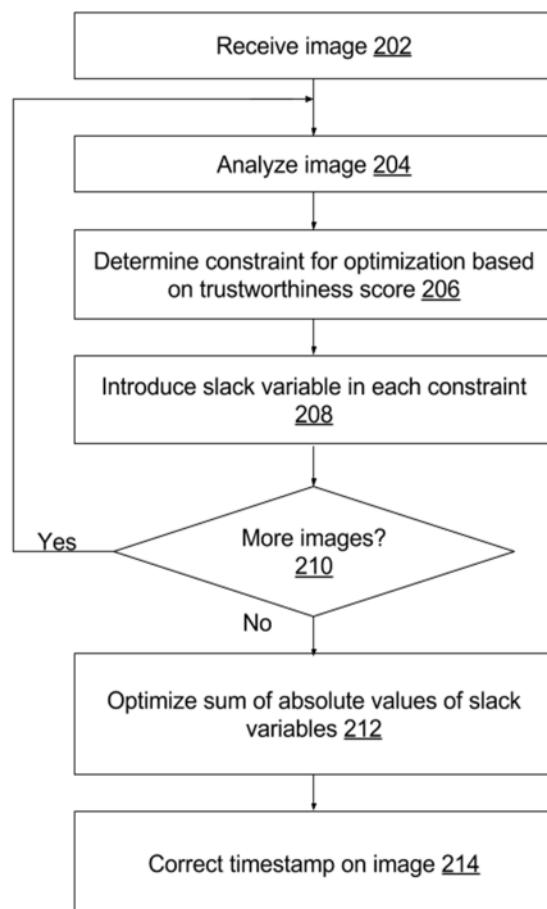 Receive image 202
Analyze image 204
Determine constraint for optimization based
on trustworthiness score 206
Introduce slack variable in each constraint
208
More images?
210
Yes
No
Optimize sum of absolute values of slack
variables 212
Correct timestamp on image 214